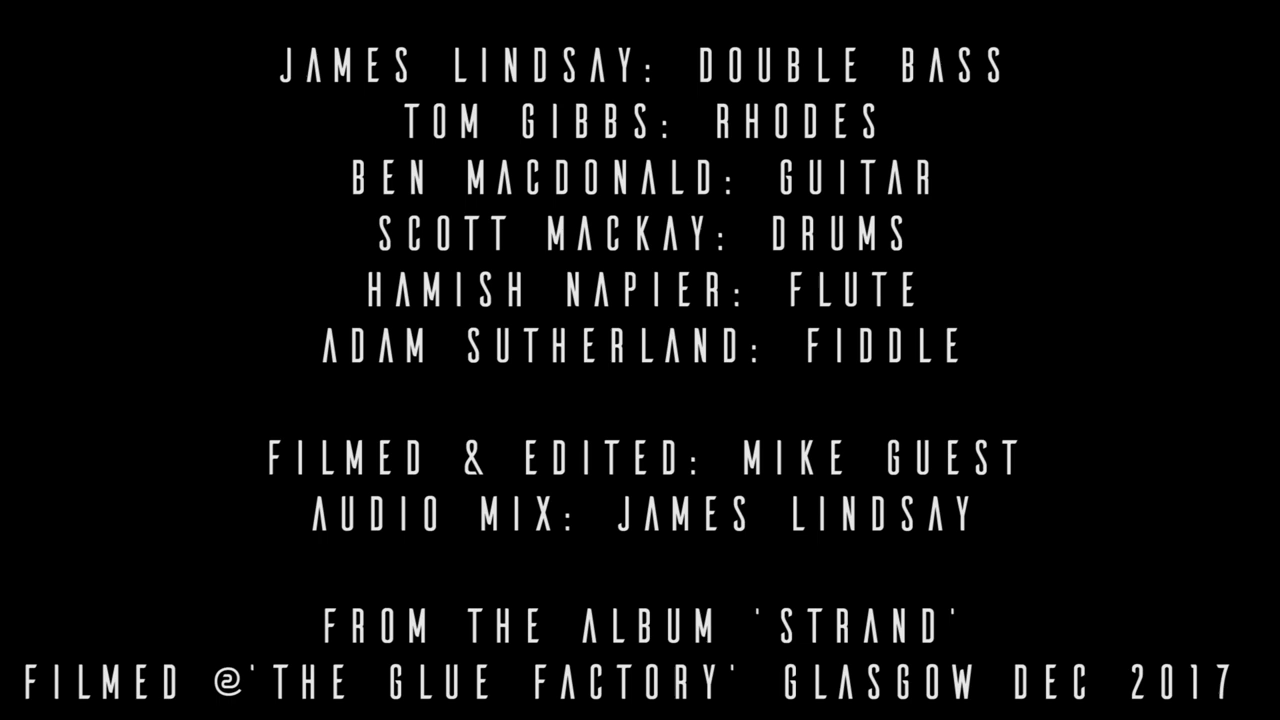 JAMES LINDSAY: DOUBLE BASS
TOM GIBBS: RHODES
BEN MACDONALD: GUITAR
SCOTT MACKAY: DRUMS
HAMISH NAPIER: FLUTE
ADAM SUTHERLAND: FIDDLE
FILMED & EDITED: MIKE GUEST
AUDIO MIX: JAMES LINDSAY
FROM THE ALBUM 'STRAND'
FILMED @'THE GLUE FACTORY' GLASGOW DEC 2017